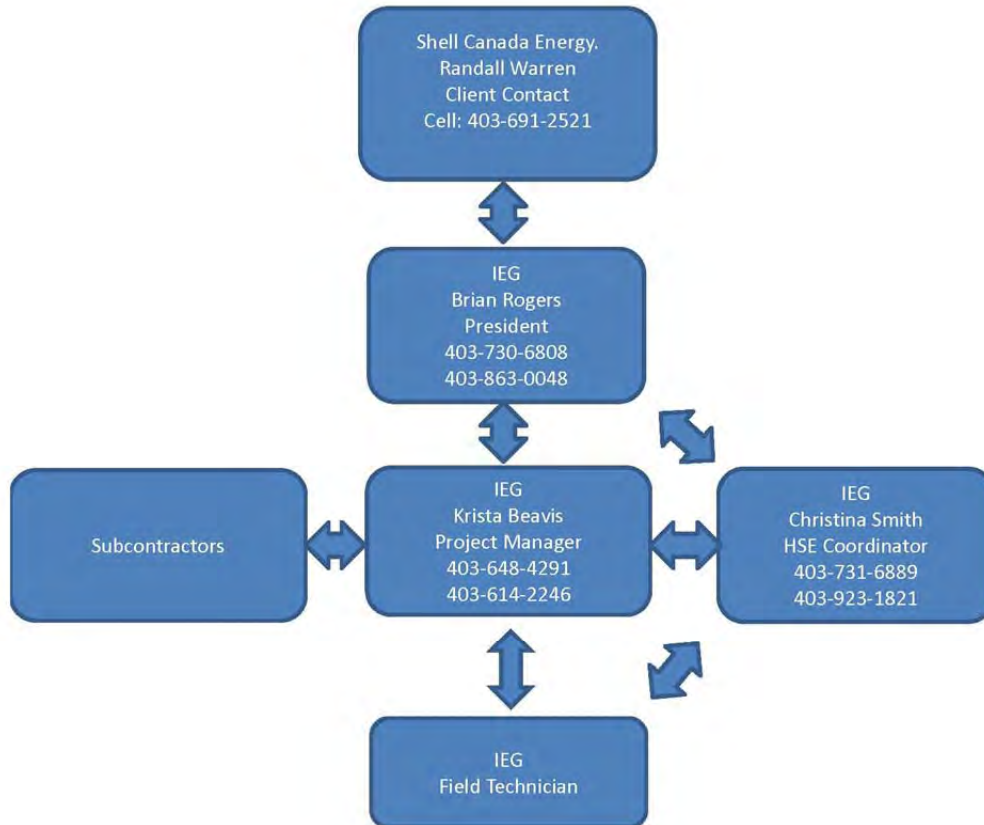 Shell Canada Energy.
Randall Warren
Client Contact
Cell: 403-691-2521
IEG
Brian Rogers
President
403-730-6808
403-863-0048
Subcontractors
IEG
Krista Beavis
Project Manager
403-648-4291
403-614-2246
IEG
Christina Smith
HSE Coordinator
403-731-6889
403-923-1821
IEG
Field Technician